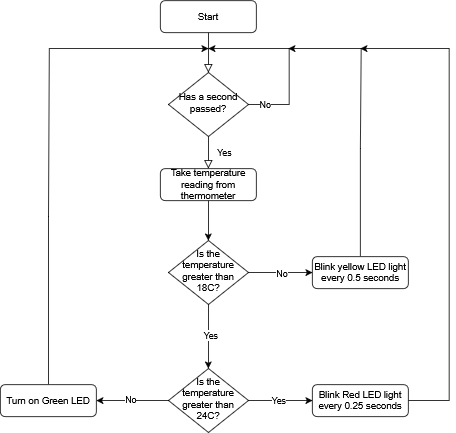 Start
Has a second
passed?
No
Yes
Take temperature
reading from
thermometer
Is the
temperature
greater than
18C?
No
Blink yellow LED light
every 0.5 seconds
Yes
Turn on Green LED
No
Is the
temperature
greater than
24C?
Yes
Blink Red LED light
every 0.25 seconds